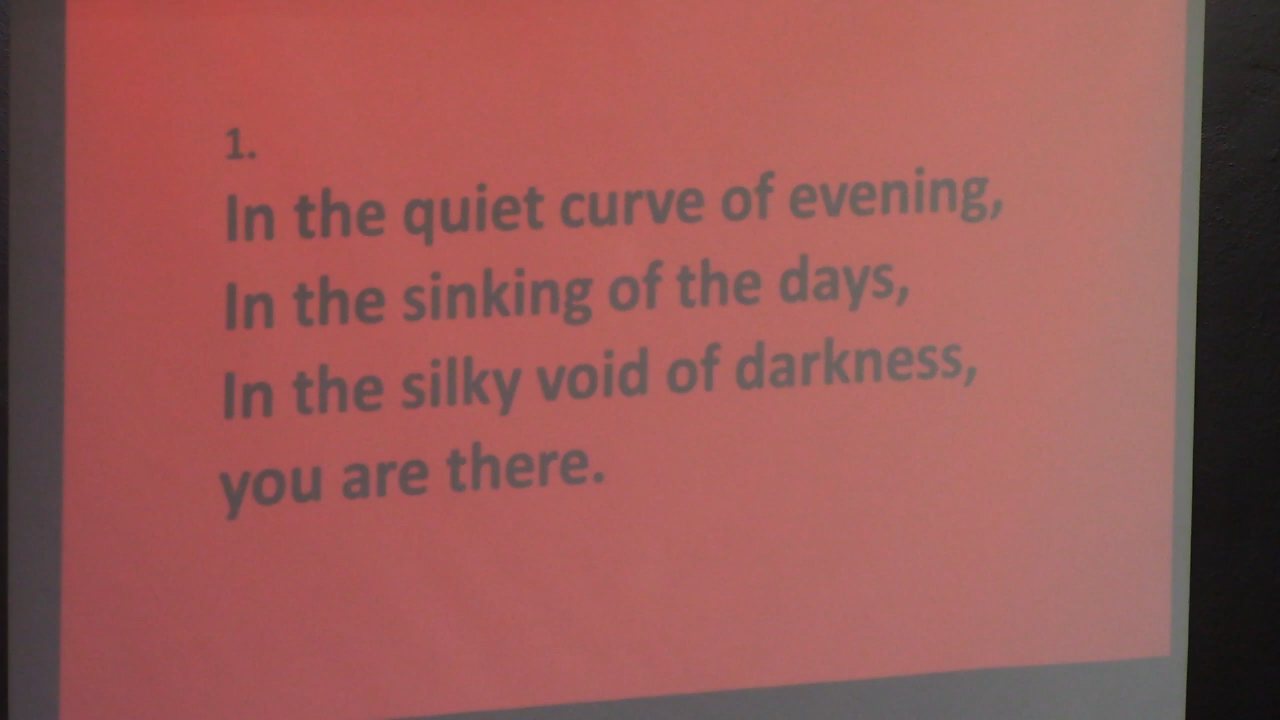 1.
In the quiet curve of evening,
In the sinking of the days,
In the silky void of darkness,
you are there.